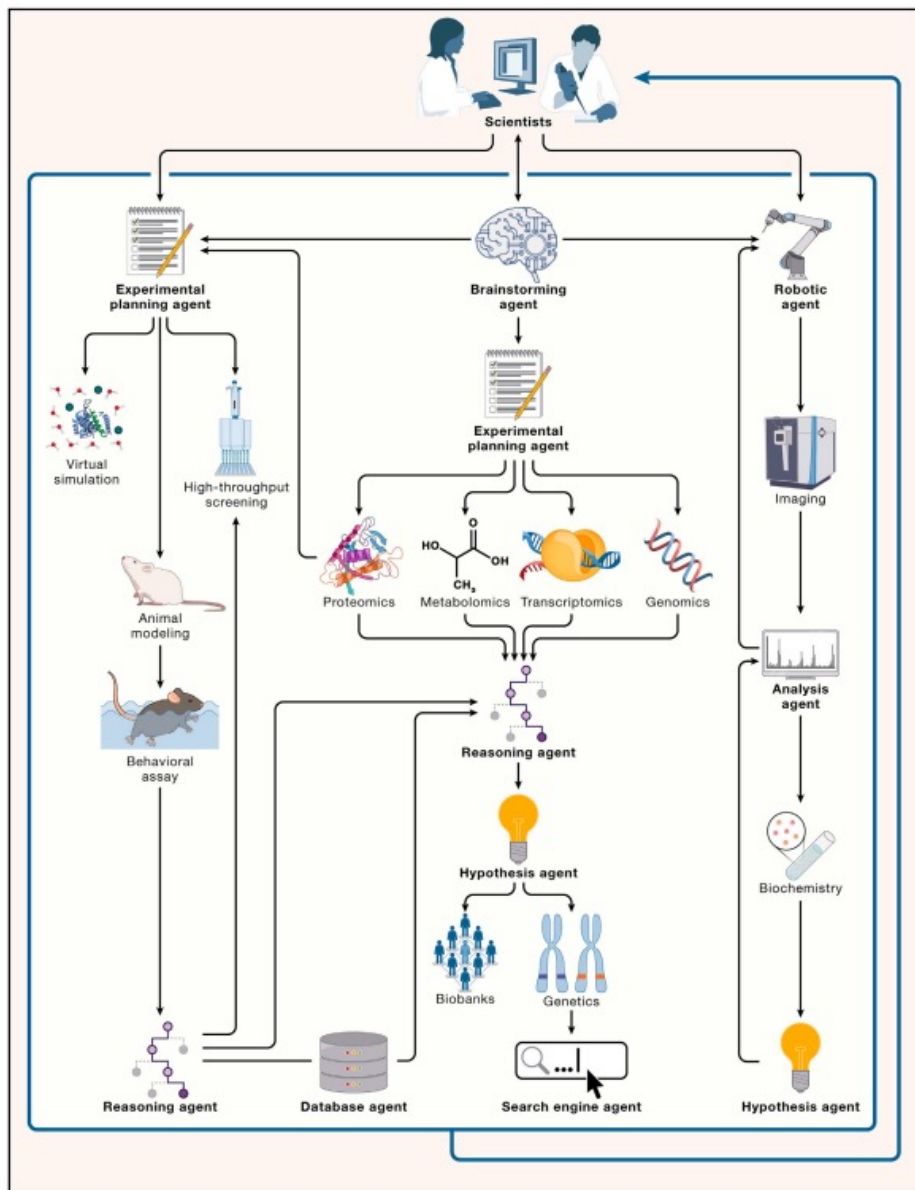 Scientists
Experimental
planning agent
Brainstorming
agent
Robotic
agent
Virtual
simulation
High-throughput
screening
Experimental
planning agent
Imaging
HO
O
OH
CH₃
Animal
modeling
Proteomics
Metabolomics
Transcriptomics
Genomics
Analysis
agent
Behavioral
assay
Reasoning agent
Hypothesis agent
Biochemistry
Biobanks
Genetics
...
Reasoning agent
Database agent
Search engine agent
Hypothesis agent